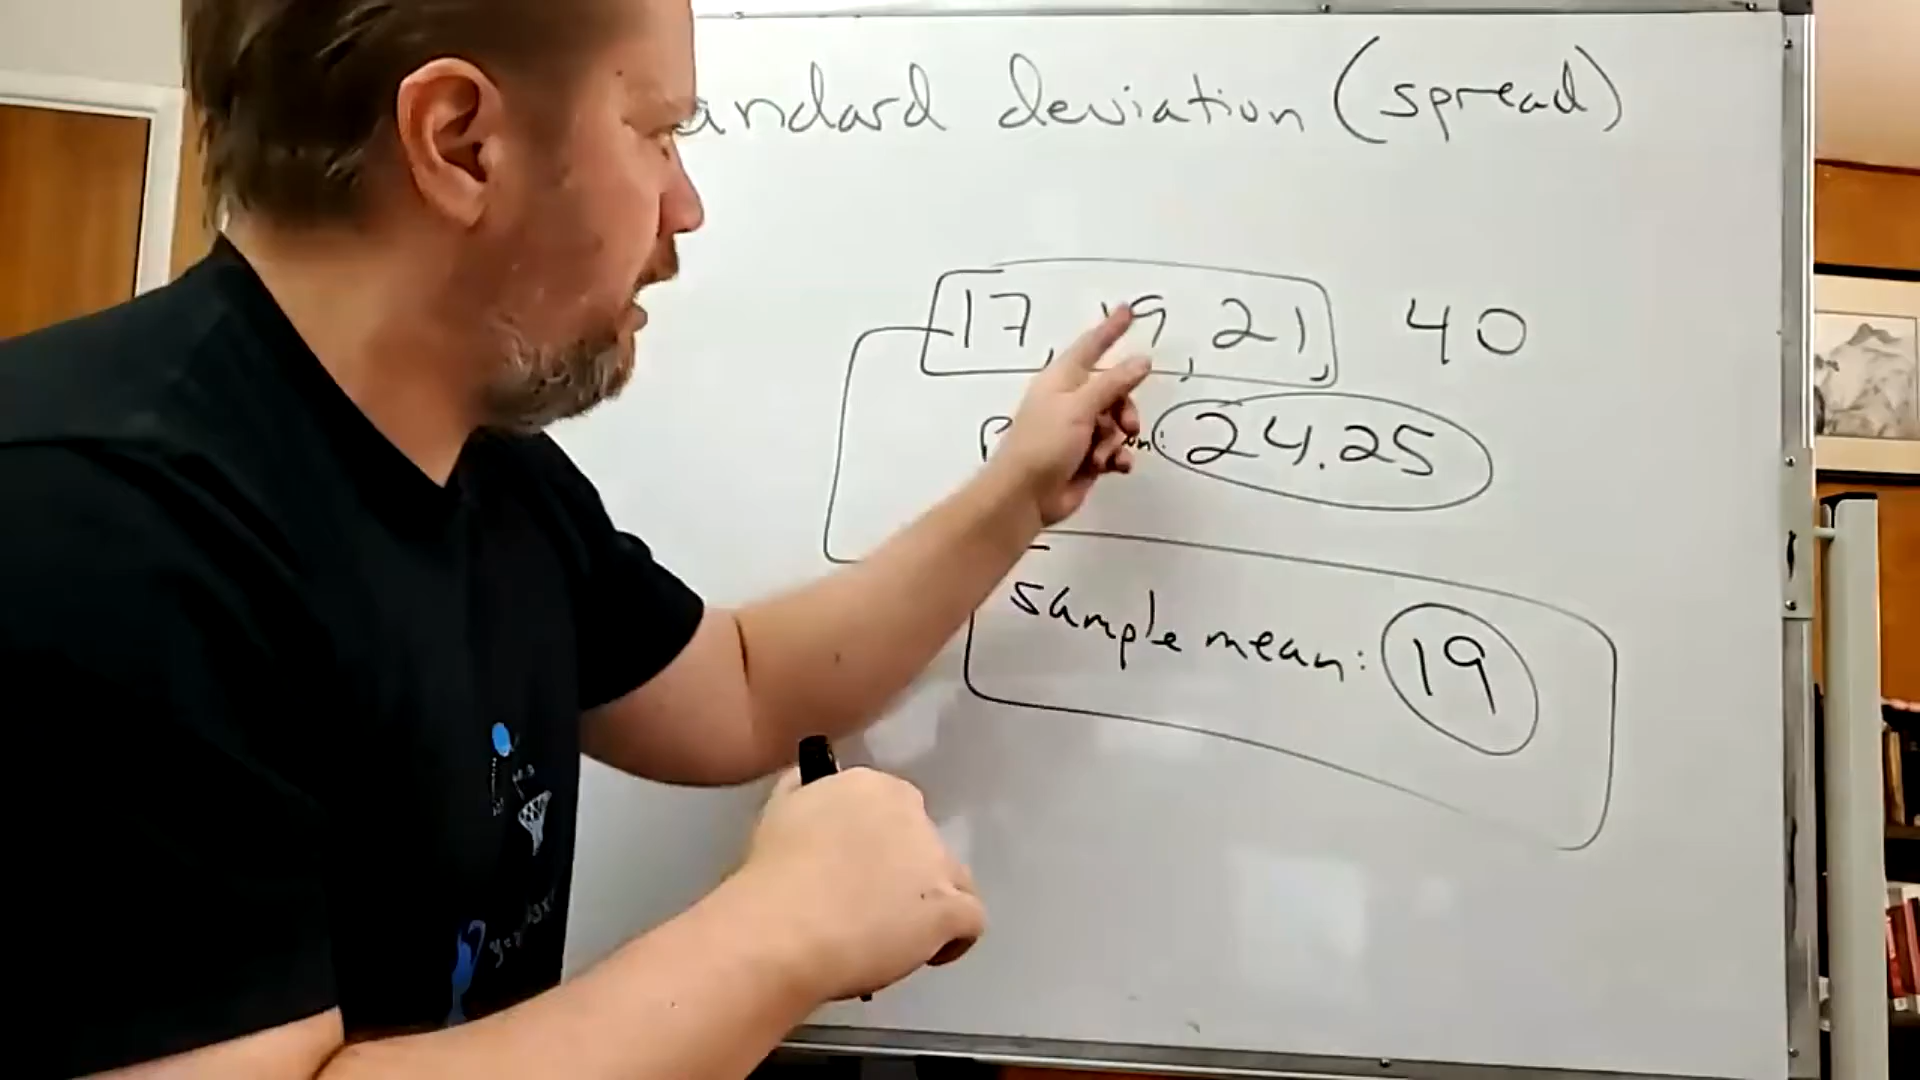 andard deviation (spread)
17, 19, 21, 40
24.25
sample mean: 19